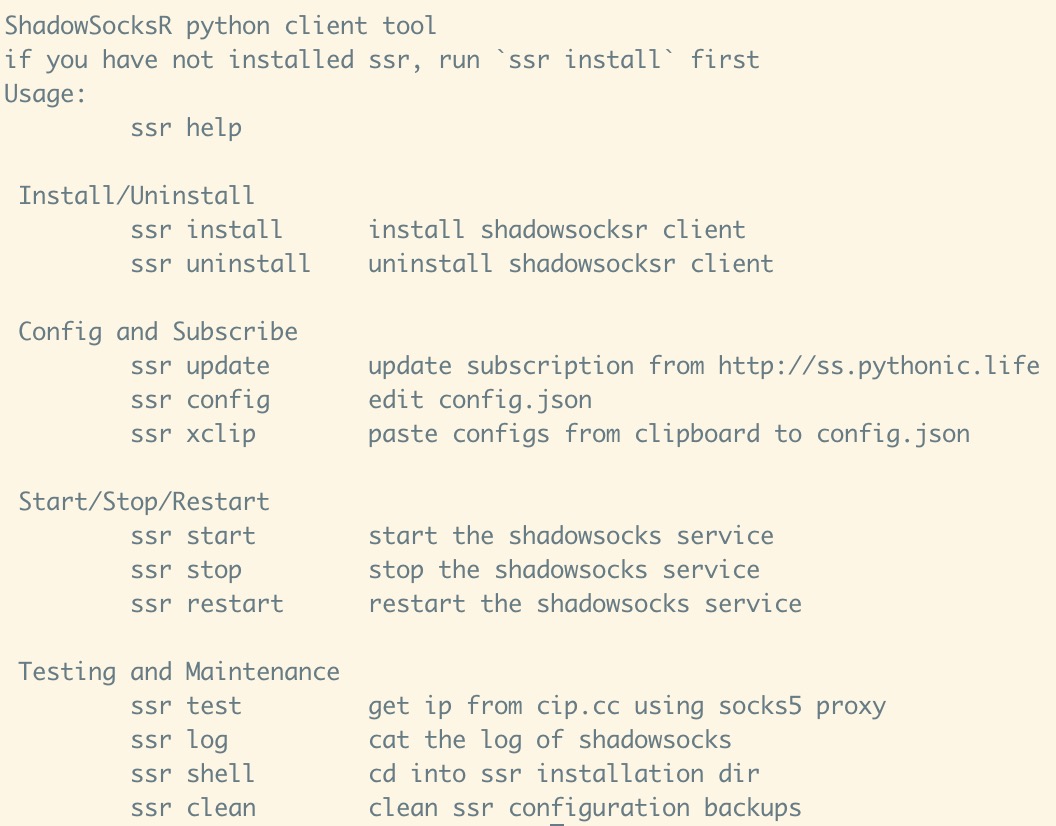 ShadowSocksR python client tool
if you have not installed ssr, run `ssr install` first
Usage:
ssr help
Install/Uninstall
ssr install install shadowsocksr client
ssr uninstall uninstall shadowsocksr client
Config and Subscribe
ssr update update subscription from http://ss.pythonic.life
ssr config edit config.json
ssr xclip paste configs from clipboard to config.json
Start/Stop/Restart
ssr start start the shadowsocks service
ssr stop stop the shadowsocks service
ssr restart restart the shadowsocks service
Testing and Maintenance
ssr test get ip from cip.cc using socks5 proxy
ssr log cat the log of shadowsocks
ssr shell cd into ssr installation dir
ssr clean clean ssr configuration backups